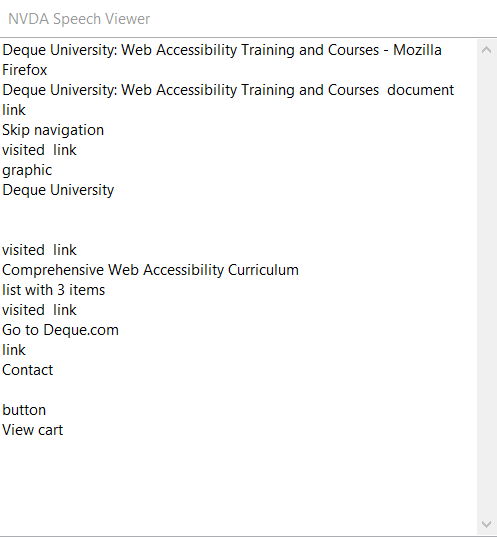 NVDA Speech Viewer
Deque University: Web Accessibility Training and Courses - Mozilla
Firefox
Deque University: Web Accessibility Training and Courses  document
link
Skip navigation
visited  link
graphic
Deque University
visited  link
Comprehensive Web Accessibility Curriculum
list with 3 items
visited  link
Go to Deque.com
link
Contact
button
View cart